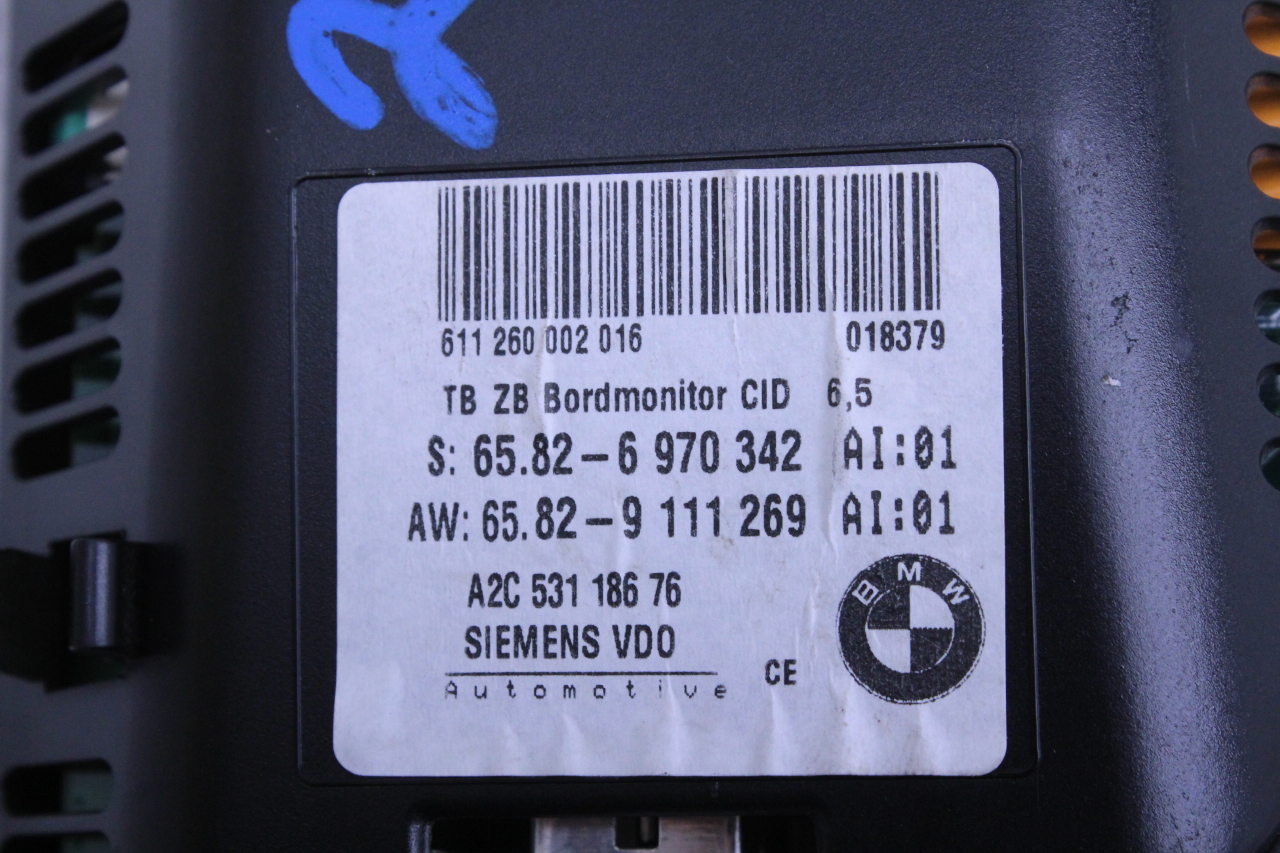 611 260 002 016 018379
TB ZB Bordmonitor CID 6,5
S: 65.82-6 970 342 AI:01
AW: 65.82-9 111 269 AI:01
A2C 531 186 76
SIEMENS VDO
Automotive
CE
BMW